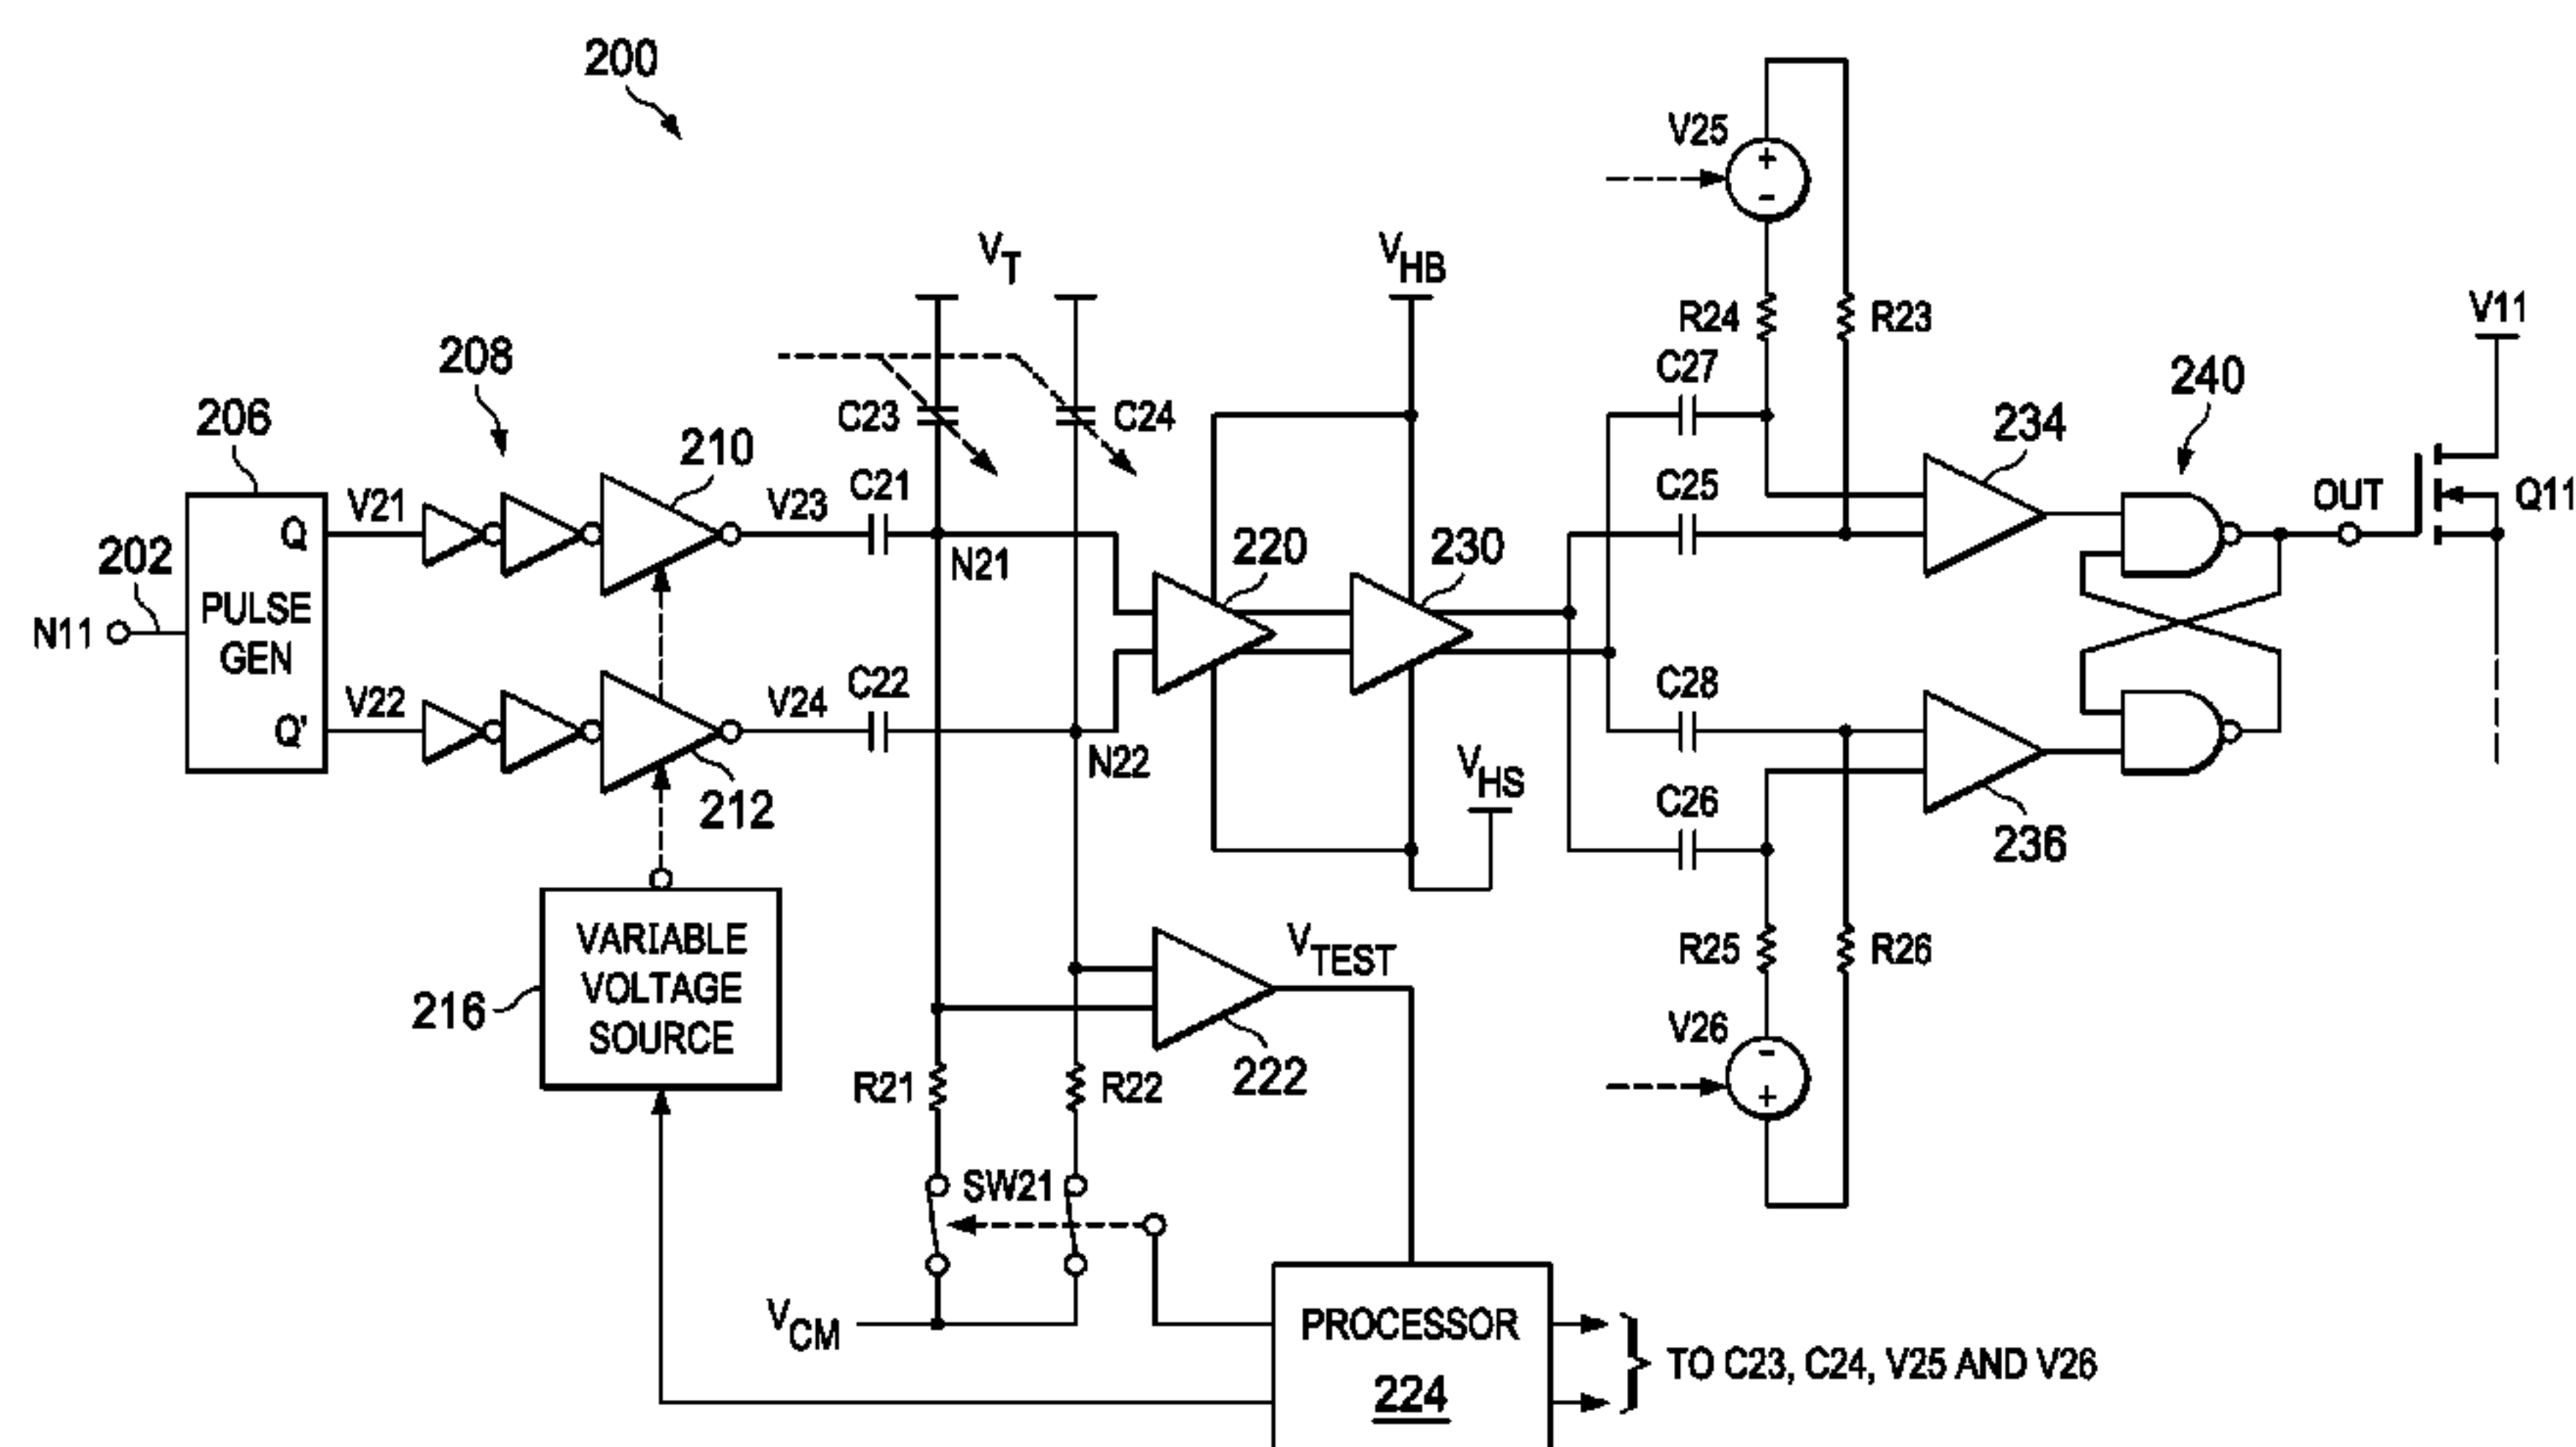 200
V25
+
-
VT
VHB
R24
R23
V11
208
C27
240
206
C23
C24
210
234
V21
V23
C21
C25
OUT
Q11
Q
202
N21
220
230
N11
PULSE
GEN
V22
V24
C22
C28
Q'
N22
VHS
212
C26
236
VARIABLE
VOLTAGE
SOURCE
216
VTEST
R25
R26
V26
-
+
R21
R22
222
SW21
VCM
PROCESSOR
224
TO C23, C24, V25 AND V26